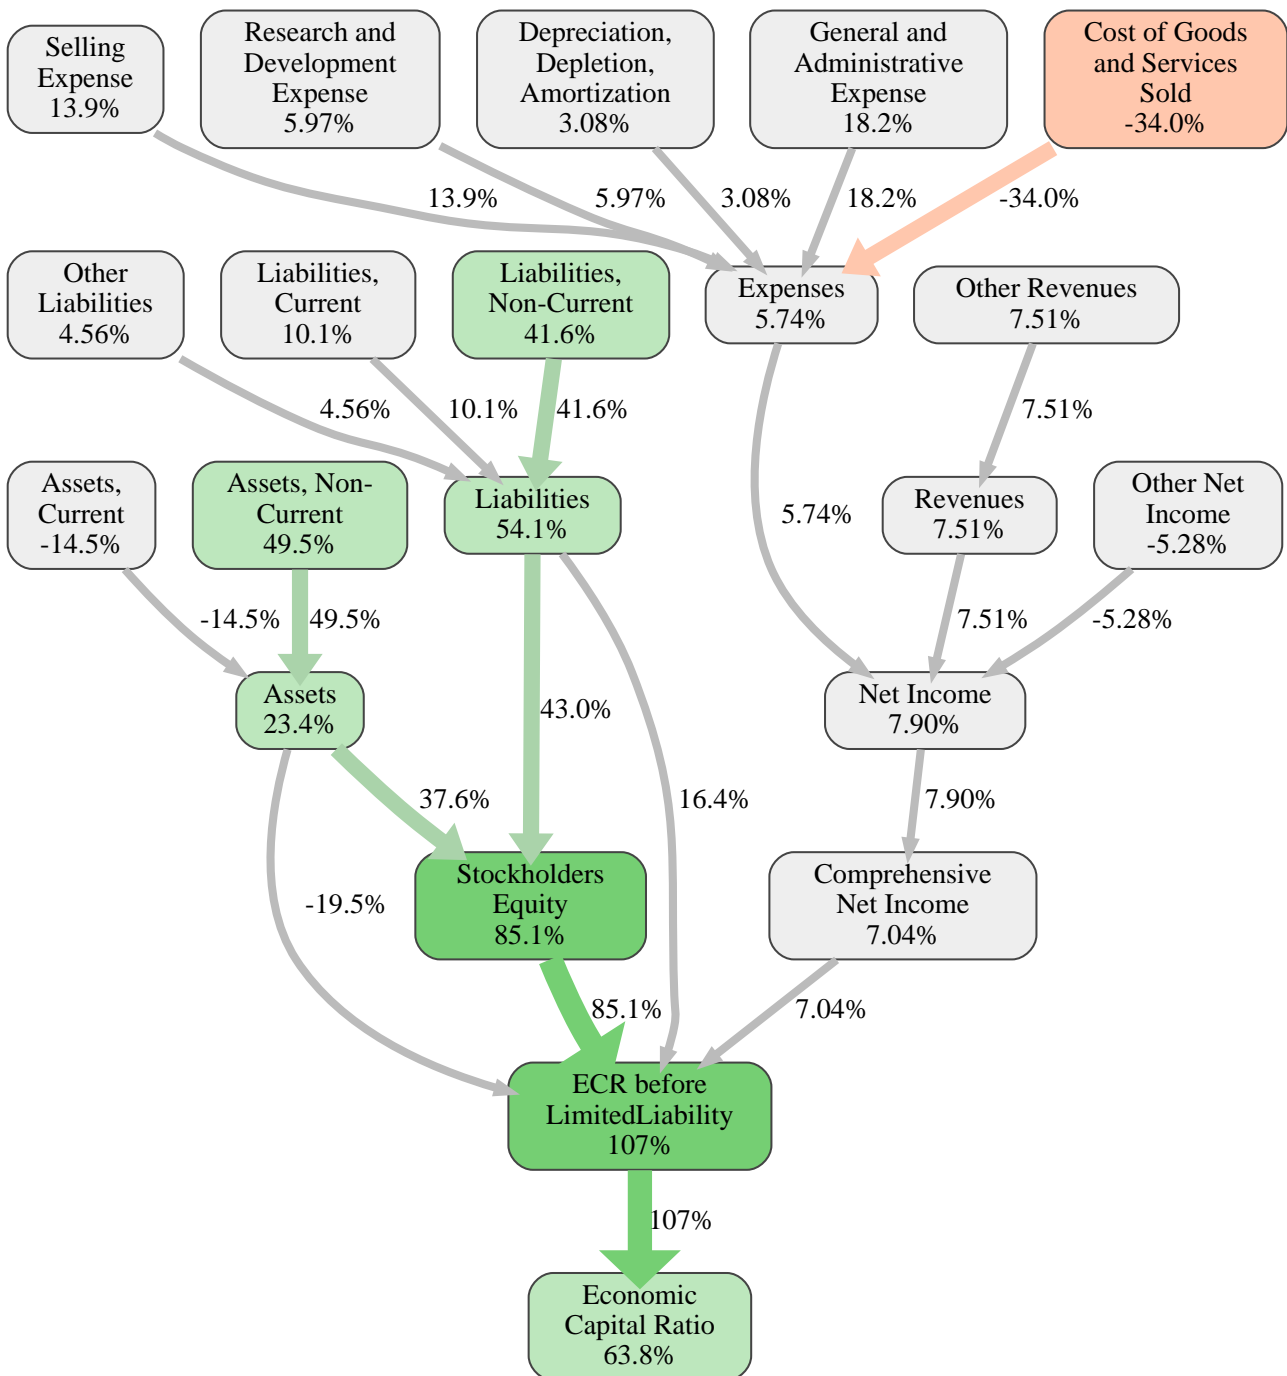 Selling
Expense
13.9%
Research and
Development
Expense
5.97%
Depreciation,
Depletion,
Amortization
3.08%
General and
Administrative
Expense
18.2%
Cost of Goods
and Services
Sold
-34.0%
13.9%
5.97%
3.08%
18.2%
-34.0%
Other
Liabilities
4.56%
Liabilities,
Current
10.1%
Liabilities,
Non-Current
41.6%
Expenses
5.74%
Other Revenues
7.51%
4.56%
10.1%
41.6%
7.51%
Assets,
Current
-14.5%
Assets, Non-
Current
49.5%
Liabilities
54.1%
5.74%
Revenues
7.51%
Other Net
Income
-5.28%
-14.5%
49.5%
7.51%
-5.28%
Assets
23.4%
43.0%
Net Income
7.90%
37.6%
16.4%
7.90%
-19.5%
Stockholders
Equity
85.1%
Comprehensive
Net Income
7.04%
85.1%
7.04%
ECR before
LimitedLiability
107%
107%
Economic
Capital Ratio
63.8%